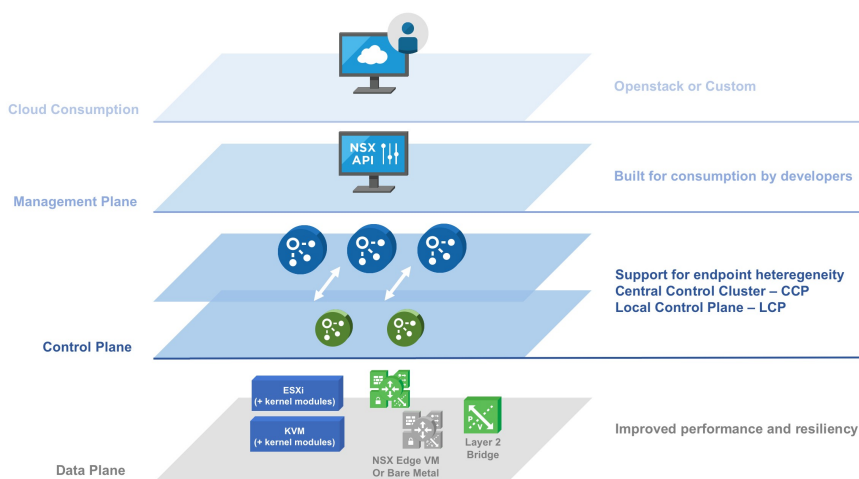 Cloud Consumption
Openstack or Custom
NSX
API
Management Plane
Built for consumption by developers
Support for endpoint heteregeneity
Central Control Cluster – CCP
Local Control Plane – LCP
Control Plane
ESXi
(+ kernel modules)
KVM
(+ kernel modules)
P
V
Layer 2
Bridge
NSX Edge VM
Or Bare Metal
Improved performance and resiliency
Data Plane